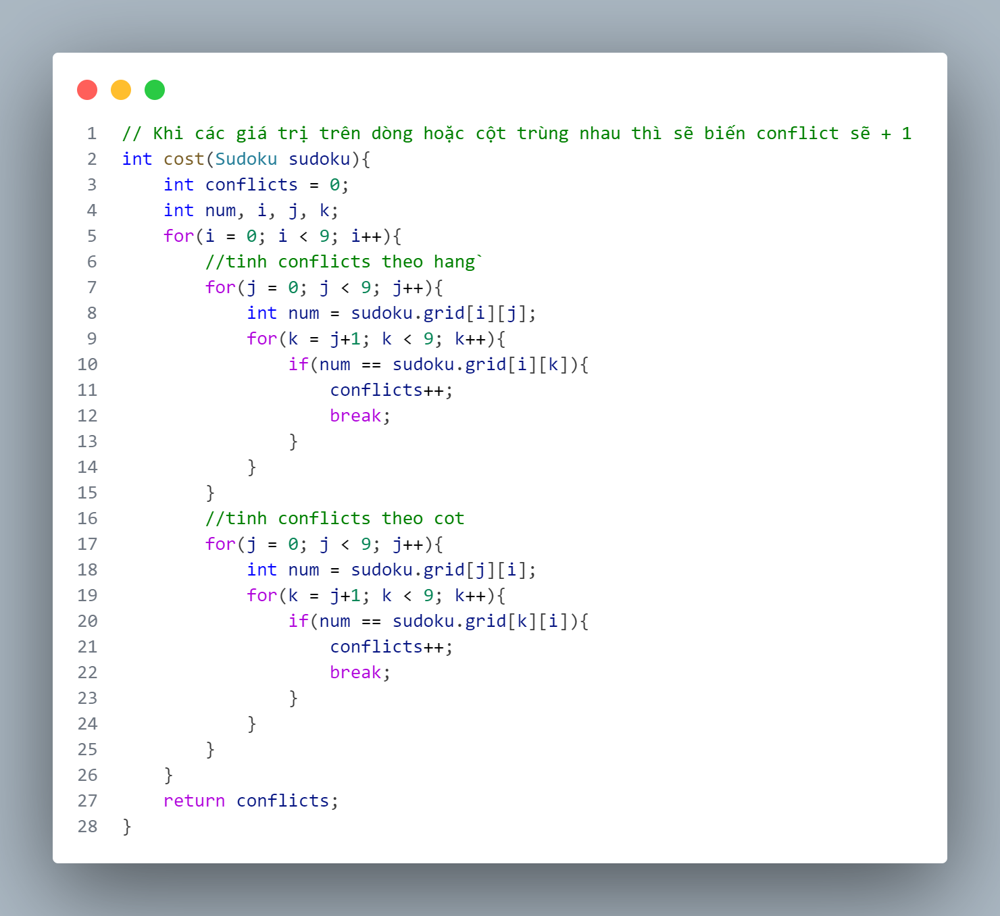 1 // Khi các giá trị trên dòng hoặc cột trùng nhau thì sẽ biến conflict sẽ + 1
2 int cost(Sudoku sudoku){
3     int conflicts = 0;
4     int num, i, j, k;
5     for(i = 0; i < 9; i++){
6         //tinh conflicts theo hang`
7         for(j = 0; j < 9; j++){
8             int num = sudoku.grid[i][j];
9             for(k = j+1; k < 9; k++){
10                 if(num == sudoku.grid[i][k]){
11                     conflicts++;
12                     break;
13                 }
14             }
15         }
16         //tinh conflicts theo cot
17         for(j = 0; j < 9; j++){
18             int num = sudoku.grid[j][i];
19             for(k = j+1; k < 9; k++){
20                 if(num == sudoku.grid[k][i]){
21                     conflicts++;
22                     break;
23                 }
24             }
25         }
26     }
27     return conflicts;
28 }